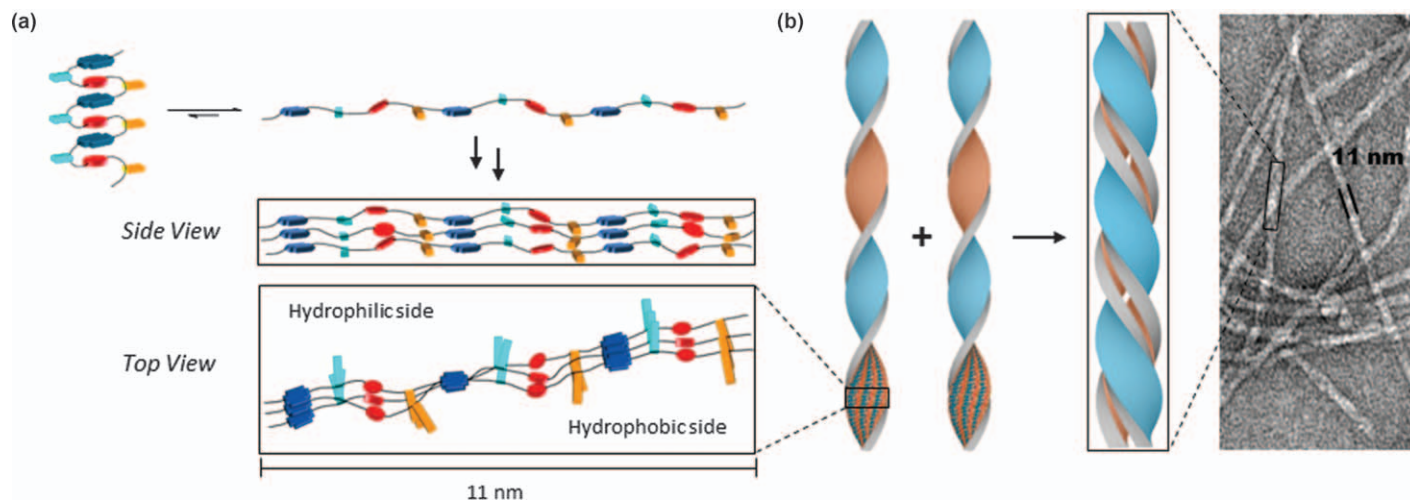 (a)
(b)
11 nm
Side View
Hydrophilic side
Top View
Hydrophobic side
11 nm